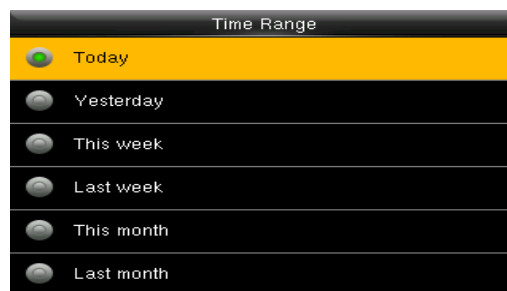 Time Range
Today
Yesterday
This week
Last week
This month
Last month